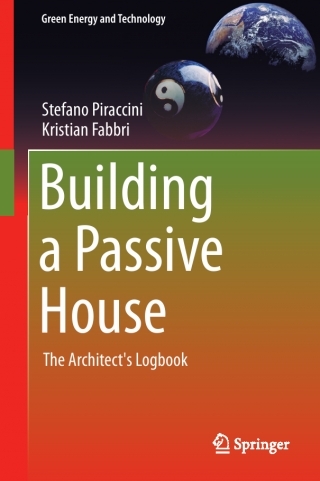 Green Energy and Technology
Stefano Piraccini
Kristian Fabbri
Building
a Passive
House
The Architect's Logbook
Springer